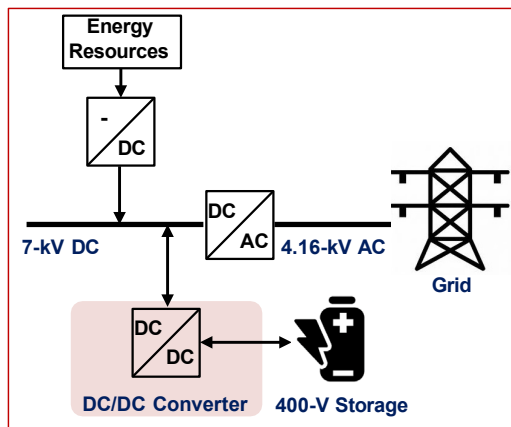 Energy
Resources
-
DC
DC
AC
7-kV DC
4.16-kV AC
Grid
DC
DC
DC/DC Converter
400-V Storage